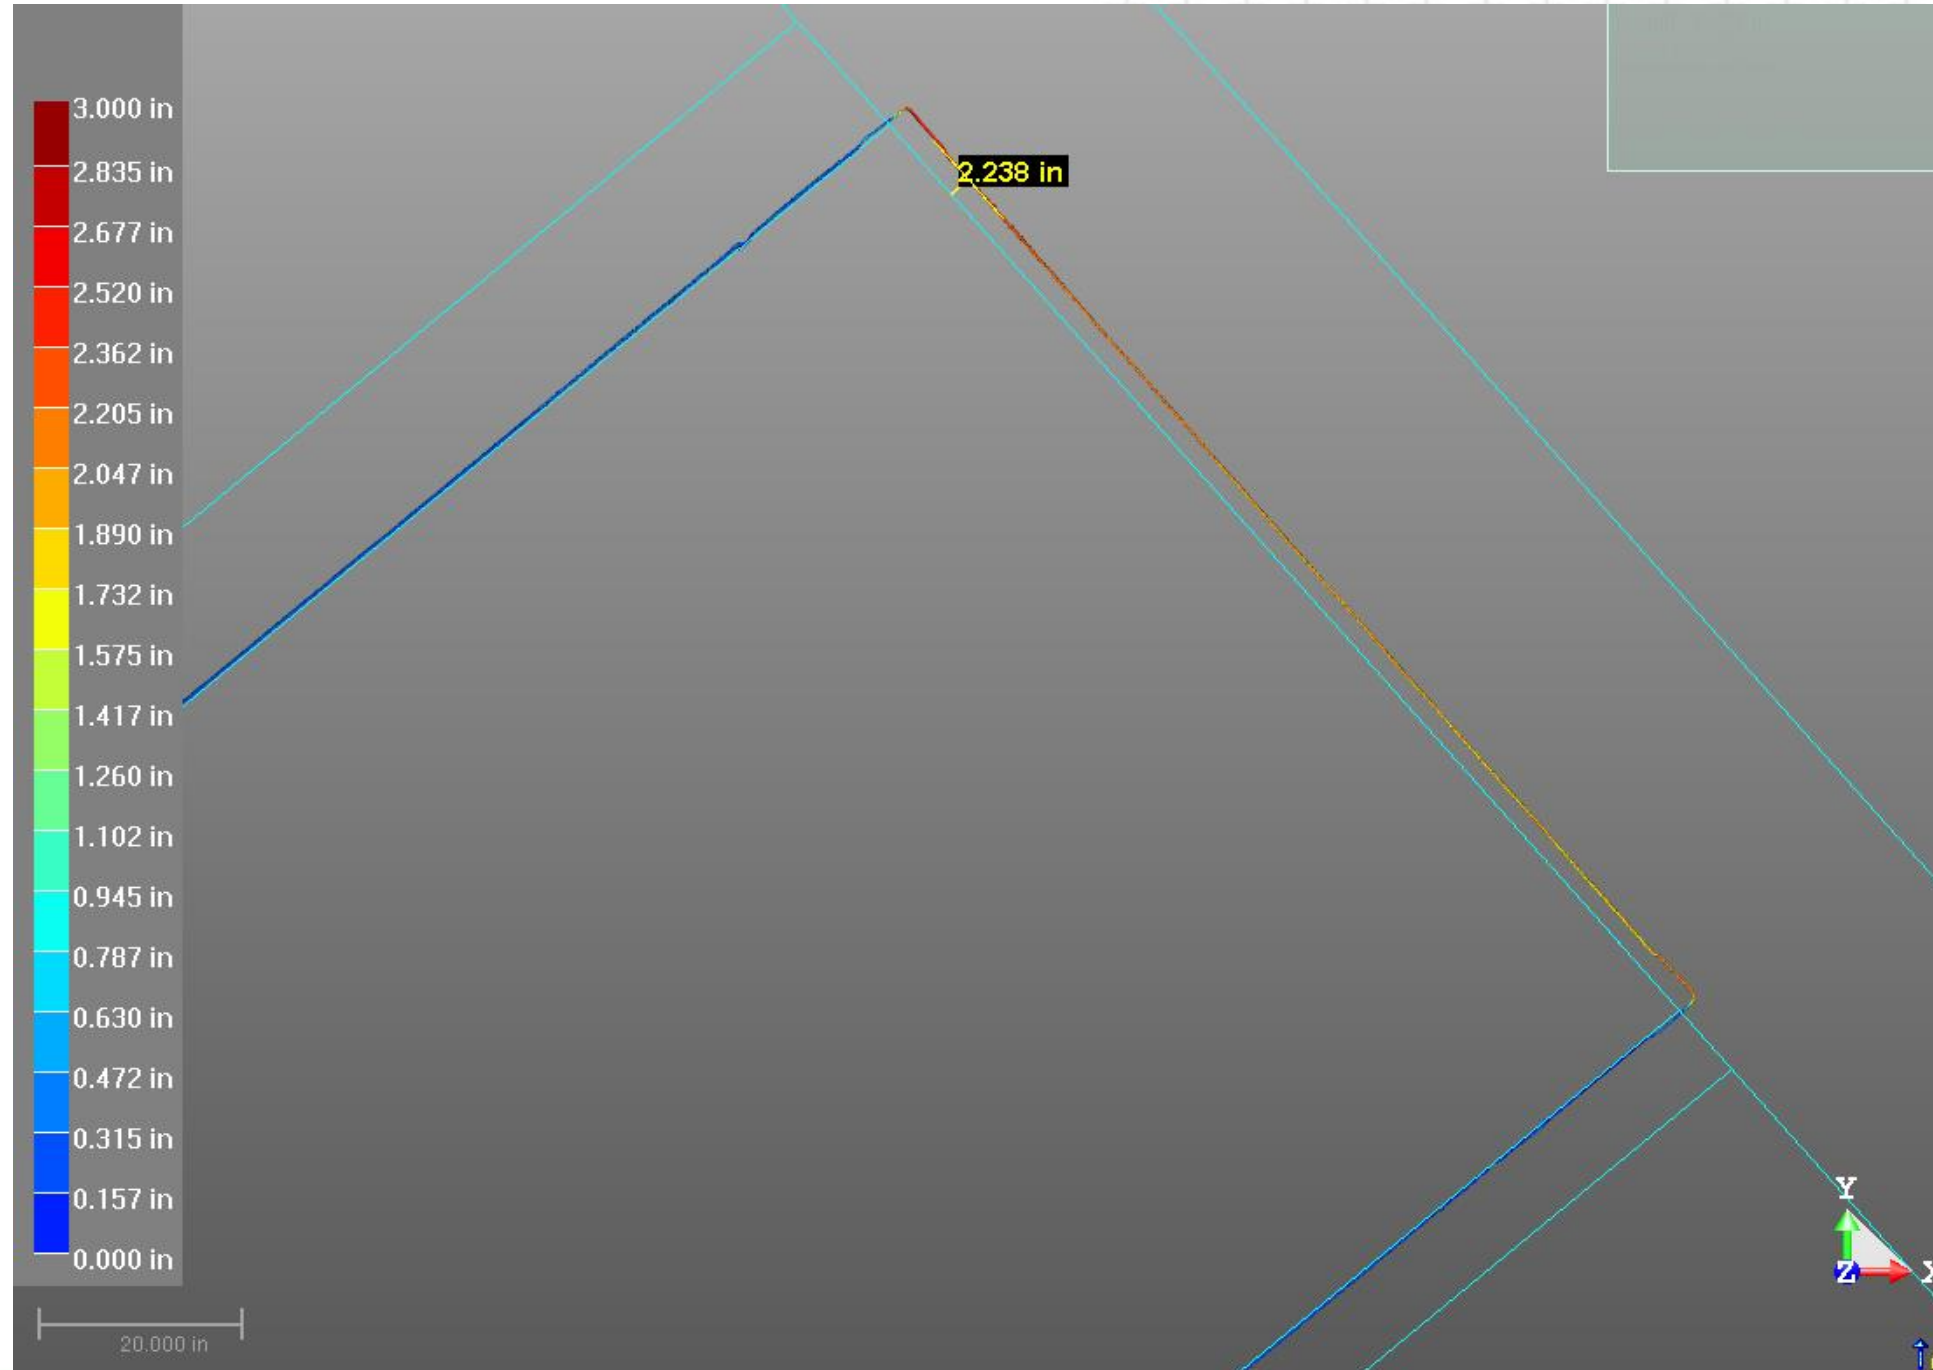 3.000 in
2.835 in
2.677 in
2.520 in
2.362 in
2.205 in
2.047 in
1.890 in
1.732 in
1.575 in
1.417 in
1.260 in
1.102 in
0.945 in
0.787 in
0.630 in
0.472 in
0.315 in
0.157 in
0.000 in
2.238 in
Y
Z
X
20.000 in